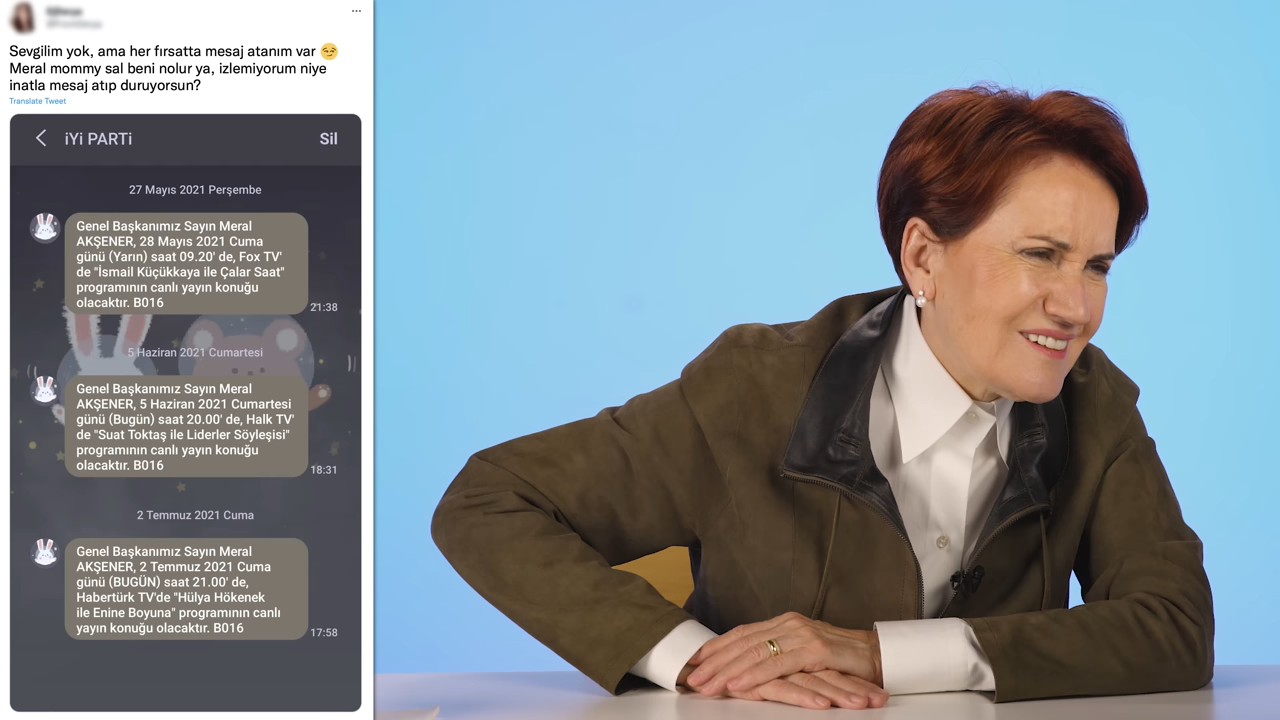 Sevgilim yok, ama her fırsatta mesaj atanım var 😏
Meral mommy sal beni nolur ya, izlemiyorum niye
inatla mesaj atıp duruyorsun?
Translate Tweet
iYi PARTi
Sil
27 Mayıs 2021 Perşembe
Genel Başkanımız Sayın Meral
AKŞENER, 28 Mayıs 2021 Cuma
günü (Yarın) saat 09.20' de, Fox TV'
de "İsmail Küçükkaya ile Çalar Saat"
programının canlı yayın konuğu
olacaktır. B016
21:38
5 Haziran 2021 Cumartesi
Genel Başkanımız Sayın Meral
AKŞENER, 5 Haziran 2021 Cumartesi
günü (Bugün) saat 20.00' de, Halk TV'
de "Suat Toktaş ile Liderler Söyleşisi"
programının canlı yayın konuğu
olacaktır. B016
18:31
2 Temmuz 2021 Cuma
Genel Başkanımız Sayın Meral
AKŞENER, 2 Temmuz 2021 Cuma
günü (BUGÜN) saat 21.00' de,
Habertürk TV'de "Hülya Hökenek
ile Enine Boyuna" programının canlı
yayın konuğu olacaktır. B016
17:58